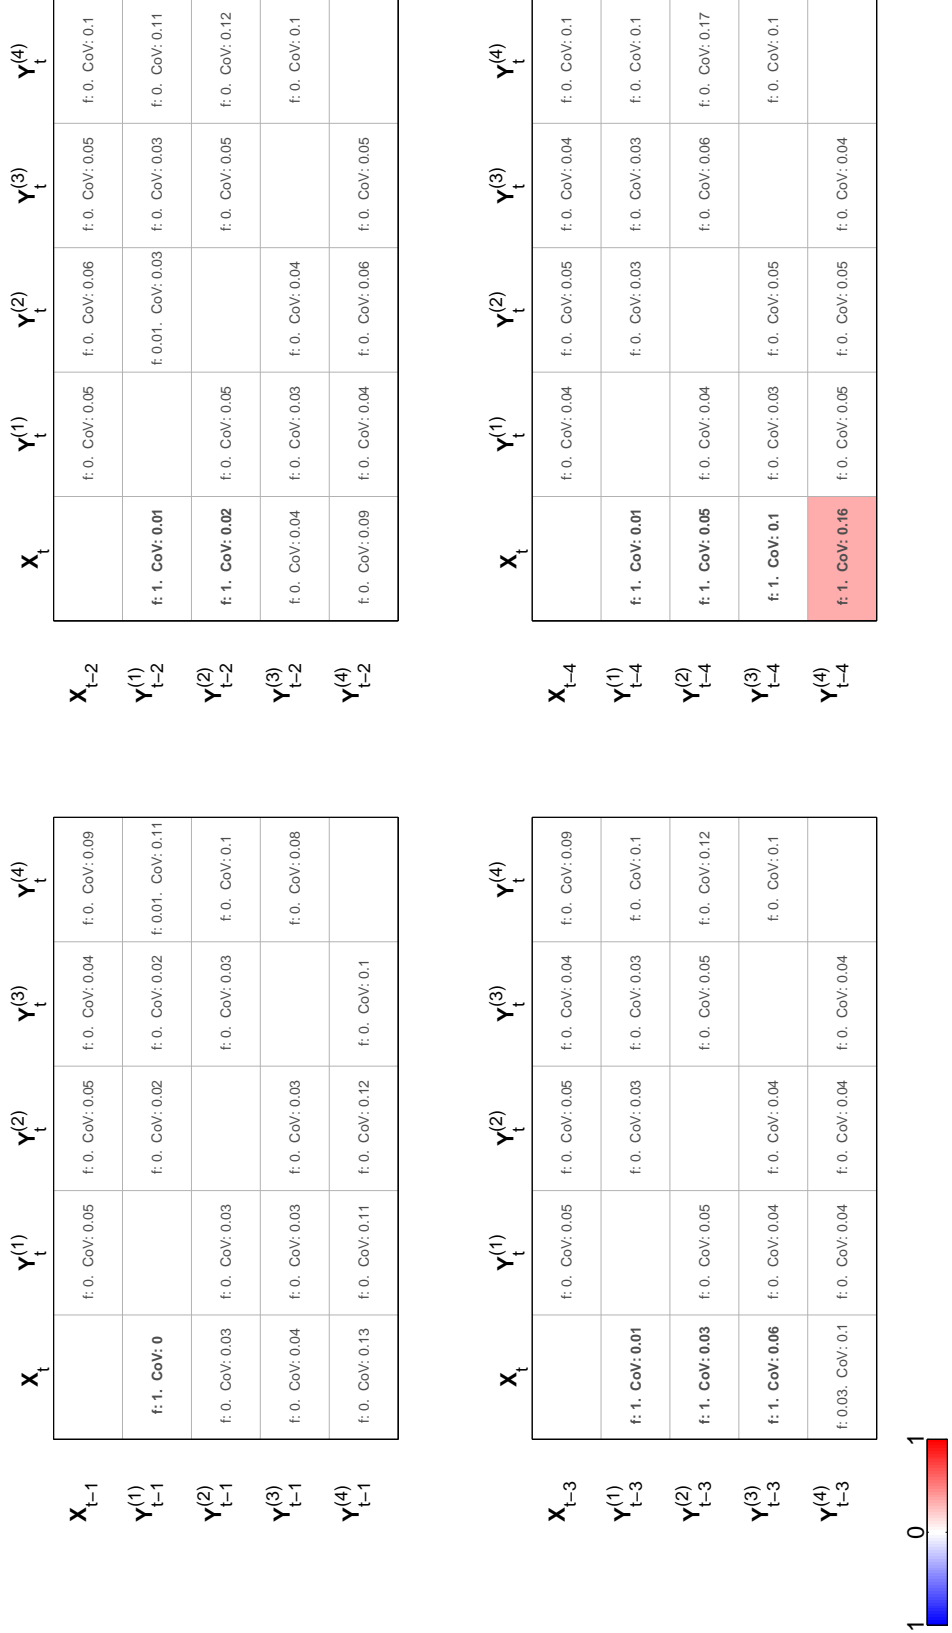 X_t Y_t^(1) Y_t^(2) Y_t^(3) Y_t^(4)
X_t−1 f: 0. CoV: 0.05 f: 0. CoV: 0.05 f: 0. CoV: 0.04 f: 0. CoV: 0.09
Y_t−1^(1) f: 1. CoV: 0 f: 0. CoV: 0.02 f: 0. CoV: 0.02 f: 0.01. CoV: 0.11
Y_t−1^(2) f: 0. CoV: 0.03 f: 0. CoV: 0.03 f: 0. CoV: 0.03 f: 0. CoV: 0.1
Y_t−1^(3) f: 0. CoV: 0.04 f: 0. CoV: 0.03 f: 0. CoV: 0.03 f: 0. CoV: 0.08
Y_t−1^(4) f: 0. CoV: 0.13 f: 0. CoV: 0.11 f: 0. CoV: 0.12 f: 0. CoV: 0.1
X_t Y_t^(1) Y_t^(2) Y_t^(3) Y_t^(4)
X_t−2 f: 0. CoV: 0.05 f: 0. CoV: 0.06 f: 0. CoV: 0.05 f: 0. CoV: 0.1
Y_t−2^(1) f: 1. CoV: 0.01 f: 0.01. CoV: 0.03 f: 0. CoV: 0.03 f: 0. CoV: 0.11
Y_t−2^(2) f: 1. CoV: 0.02 f: 0. CoV: 0.05 f: 0. CoV: 0.05 f: 0. CoV: 0.12
Y_t−2^(3) f: 0. CoV: 0.04 f: 0. CoV: 0.03 f: 0. CoV: 0.04 f: 0. CoV: 0.1
Y_t−2^(4) f: 0. CoV: 0.09 f: 0. CoV: 0.04 f: 0. CoV: 0.06 f: 0. CoV: 0.05
X_t Y_t^(1) Y_t^(2) Y_t^(3) Y_t^(4)
X_t−3 f: 0. CoV: 0.05 f: 0. CoV: 0.05 f: 0. CoV: 0.04 f: 0. CoV: 0.09
Y_t−3^(1) f: 1. CoV: 0.01 f: 0. CoV: 0.03 f: 0. CoV: 0.03 f: 0. CoV: 0.1
Y_t−3^(2) f: 1. CoV: 0.03 f: 0. CoV: 0.05 f: 0. CoV: 0.05 f: 0. CoV: 0.12
Y_t−3^(3) f: 1. CoV: 0.06 f: 0. CoV: 0.04 f: 0. CoV: 0.04 f: 0. CoV: 0.1
Y_t−3^(4) f: 0.03. CoV: 0.1 f: 0. CoV: 0.04 f: 0. CoV: 0.04 f: 0. CoV: 0.04
X_t Y_t^(1) Y_t^(2) Y_t^(3) Y_t^(4)
X_t−4 f: 0. CoV: 0.04 f: 0. CoV: 0.05 f: 0. CoV: 0.04 f: 0. CoV: 0.1
Y_t−4^(1) f: 1. CoV: 0.01 f: 0. CoV: 0.03 f: 0. CoV: 0.03 f: 0. CoV: 0.1
Y_t−4^(2) f: 1. CoV: 0.05 f: 0. CoV: 0.04 f: 0. CoV: 0.06 f: 0. CoV: 0.17
Y_t−4^(3) f: 1. CoV: 0.1 f: 0. CoV: 0.03 f: 0. CoV: 0.05 f: 0. CoV: 0.1
Y_t−4^(4) f: 1. CoV: 0.16 f: 0. CoV: 0.05 f: 0. CoV: 0.05 f: 0. CoV: 0.04
1 0 1